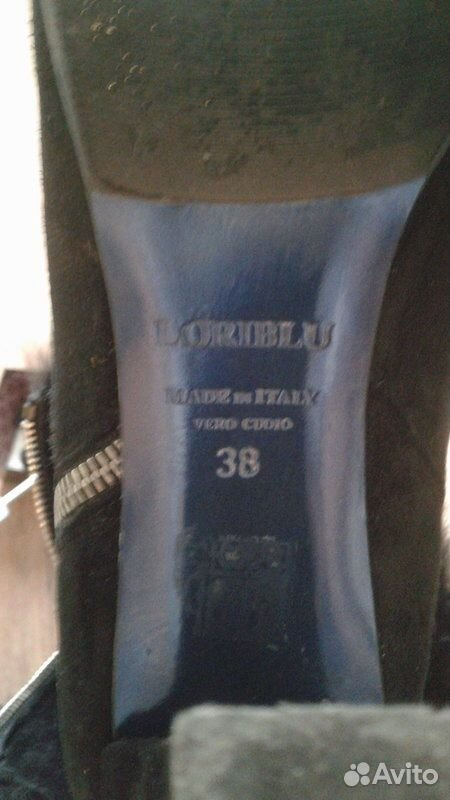 LORIBLU
MADE IN ITALY
VERO CUOIO
38
Avito